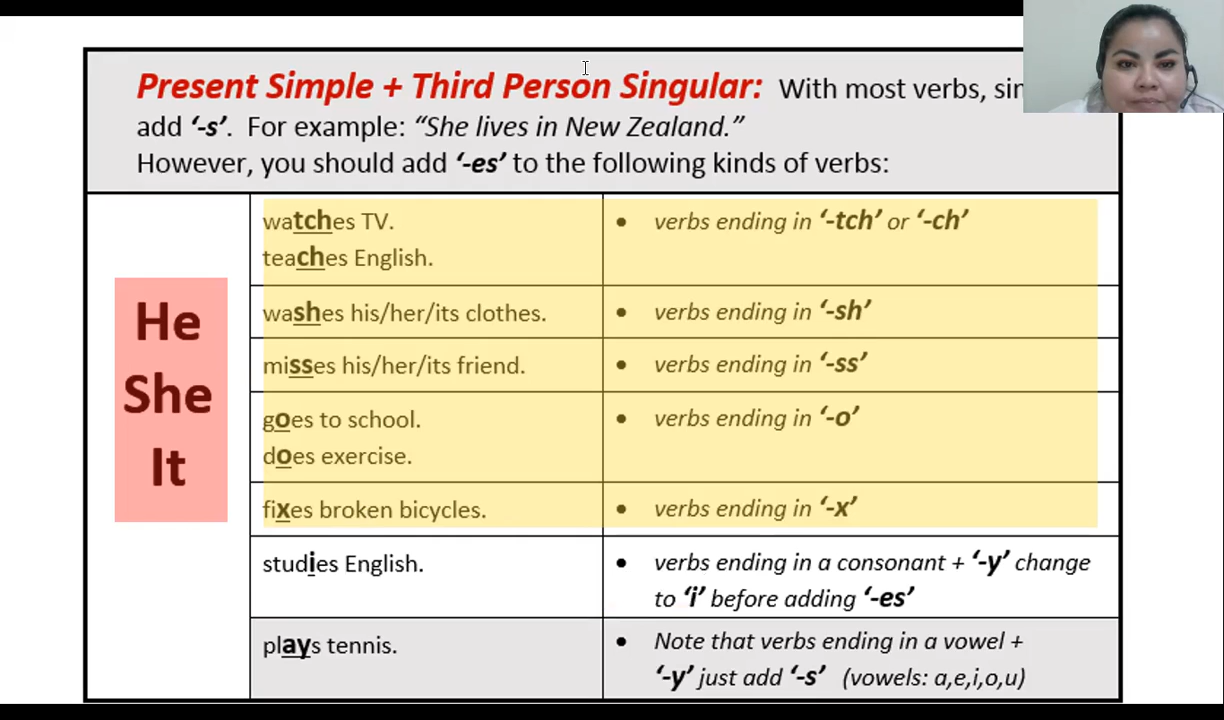 Present Simple + Third Person Singular: With most verbs,
add ‘-s’. For example: “She lives in New Zealand.”
However, you should add ‘-es’ to the following kinds of verbs:
He
She
It
watches TV.
teaches English.
• verbs ending in ‘-tch’ or ‘-ch’
washes his/her/its clothes.
• verbs ending in ‘-sh’
misses his/her/its friend.
• verbs ending in ‘-ss’
goes to school.
does exercise.
• verbs ending in ‘-o’
fixes broken bicycles.
• verbs ending in ‘-x’
studies English.
• verbs ending in a consonant + ‘-y’ change
to ‘i’ before adding ‘-es’
plays tennis.
• Note that verbs ending in a vowel +
‘-y’ just add ‘-s’ (vowels: a,e,i,o,u)